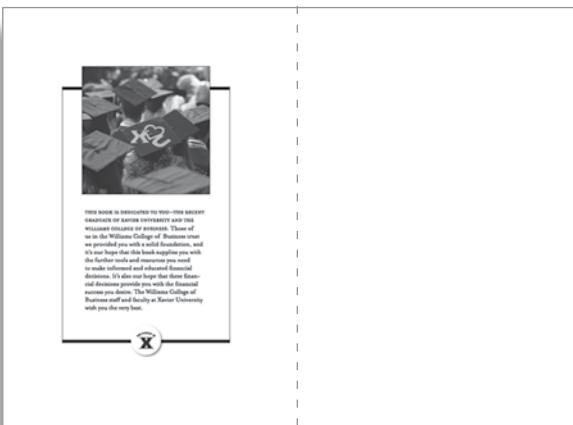 XU
THIS BOOK IS DEDICATED TO YOU—THE RECENT
GRADUATE OF XAVIER UNIVERSITY AND THE
WILLIAMS COLLEGE OF BUSINESS. Those of
us in the Williams College of Business trust
we provided you with a solid foundation, and
it's our hope that this book supplies you with
the further tools and resources you need
to make informed and educated financial
decisions. It's also our hope that these finan-
cial decisions provide you with the financial
success you desire. The Williams College of
Business staff and faculty at Xavier University
wish you the very best.
X